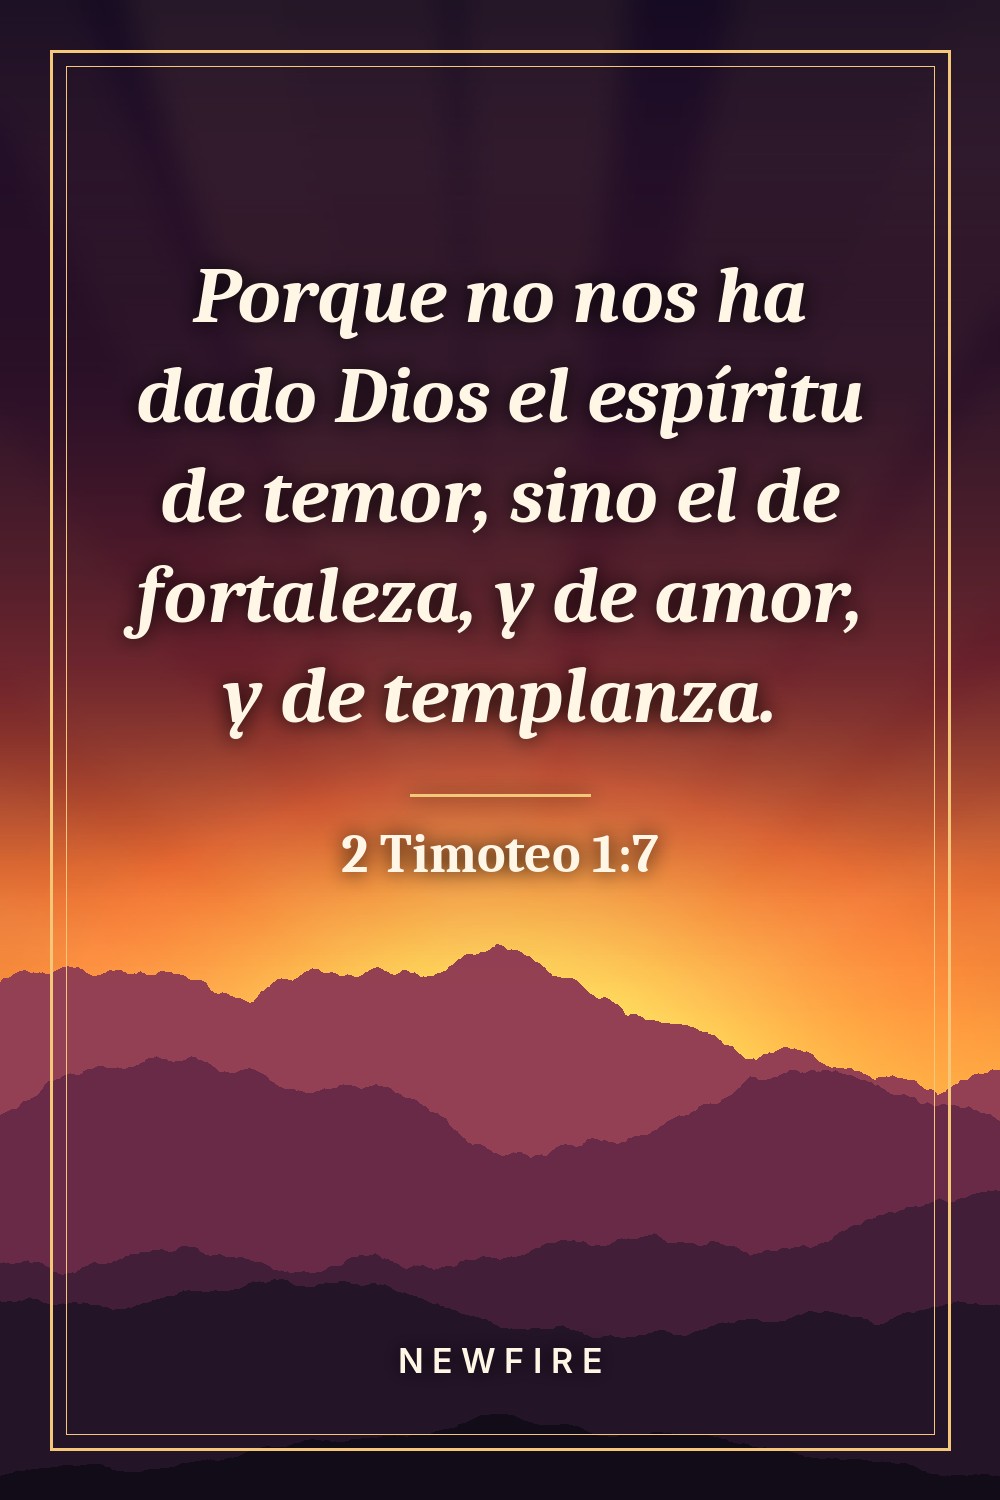 Porque no nos ha
dado Dios el espíritu
de temor, sino el de
fortaleza, y de amor,
y de templanza.
2 Timoteo 1:7
NEWFIRE